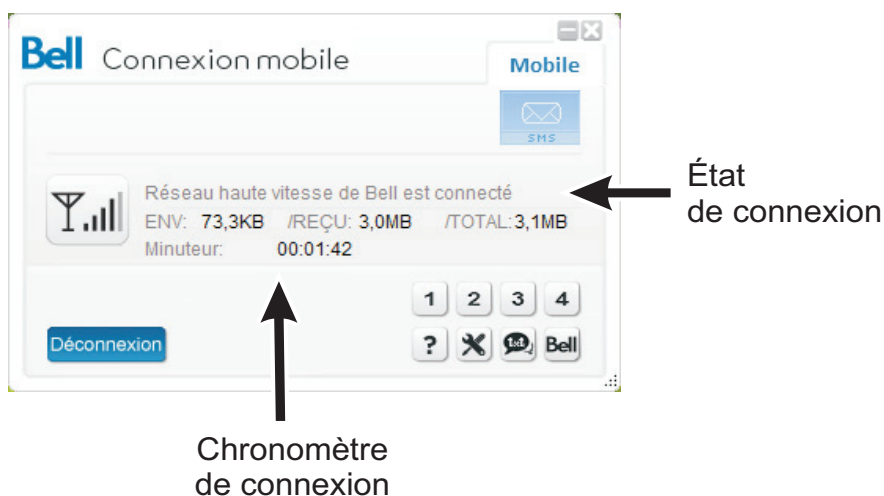 Bell Connexion mobile
Mobile
SMS
Réseau haute vitesse de Bell est connecté
ENV: 73,3KB /REÇU: 3,0MB /TOTAL:3,1MB
Minuteur: 00:01:42
1 2 3 4
Déconnexion ? 1x1 Bell
État
de connexion
Chronomètre
de connexion